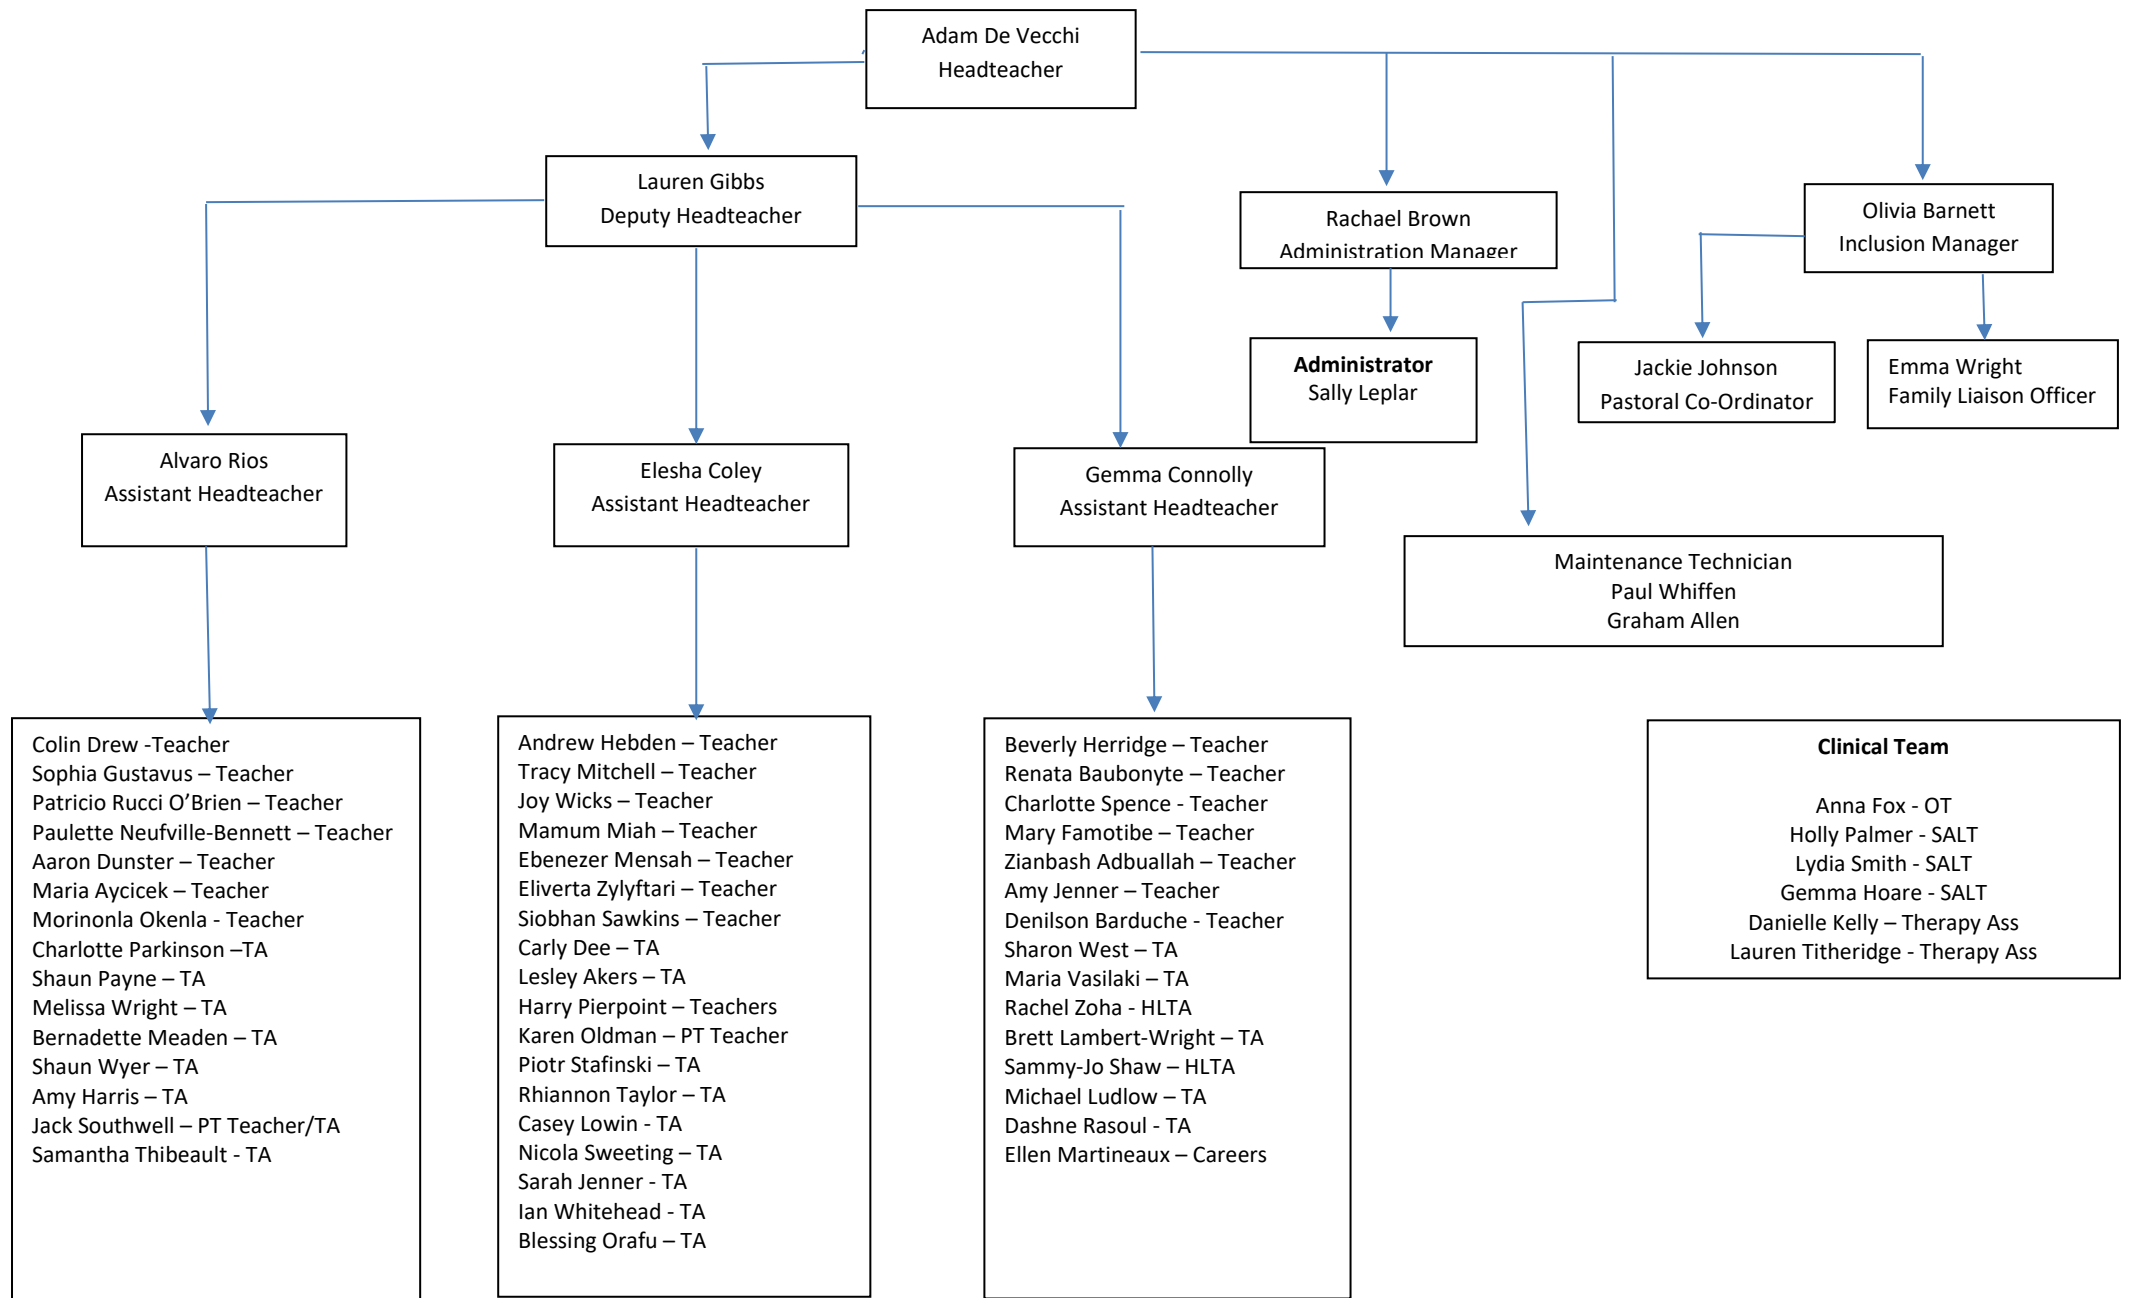 Adam De Vecchi
Headteacher
Lauren Gibbs
Deputy Headteacher
Rachael Brown
Administration Manager
Olivia Barnett
Inclusion Manager
Administrator
Sally Leplar
Jackie Johnson
Pastoral Co-Ordinator
Emma Wright
Family Liaison Officer
Alvaro Rios
Assistant Headteacher
Elesha Coley
Assistant Headteacher
Gemma Connolly
Assistant Headteacher
Maintenance Technician
Paul Whiffen
Graham Allen
Colin Drew -Teacher
Sophia Gustavus – Teacher
Patricio Rucci O’Brien – Teacher
Paulette Neufville-Bennett – Teacher
Aaron Dunster – Teacher
Maria Aycicek – Teacher
Morinonla Okenla - Teacher
Charlotte Parkinson –TA
Shaun Payne – TA
Melissa Wright – TA
Bernadette Meaden – TA
Shaun Wyer – TA
Amy Harris – TA
Jack Southwell – PT Teacher/TA
Samantha Thibeault - TA
Andrew Hebden – Teacher
Tracy Mitchell – Teacher
Joy Wicks – Teacher
Mamum Miah – Teacher
Ebenezer Mensah – Teacher
Eliverta Zylyftari – Teacher
Siobhan Sawkins – Teacher
Carly Dee – TA
Lesley Akers – TA
Harry Pierpoint – Teachers
Karen Oldman – PT Teacher
Piotr Stafinski – TA
Rhiannon Taylor – TA
Casey Lowin - TA
Nicola Sweeting – TA
Sarah Jenner - TA
Ian Whitehead - TA
Blessing Orafu – TA
Beverly Herridge – Teacher
Renata Baubonyte – Teacher
Charlotte Spence - Teacher
Mary Famotibe – Teacher
Zianbash Adbuallah – Teacher
Amy Jenner – Teacher
Denilson Barduche - Teacher
Sharon West – TA
Maria Vasilaki – TA
Rachel Zoha - HLTA
Brett Lambert-Wright – TA
Sammy-Jo Shaw – HLTA
Michael Ludlow – TA
Dashne Rasoul - TA
Ellen Martineaux – Careers
Clinical Team
Anna Fox - OT
Holly Palmer - SALT
Lydia Smith - SALT
Gemma Hoare - SALT
Danielle Kelly – Therapy Ass
Lauren Titheridge - Therapy Ass